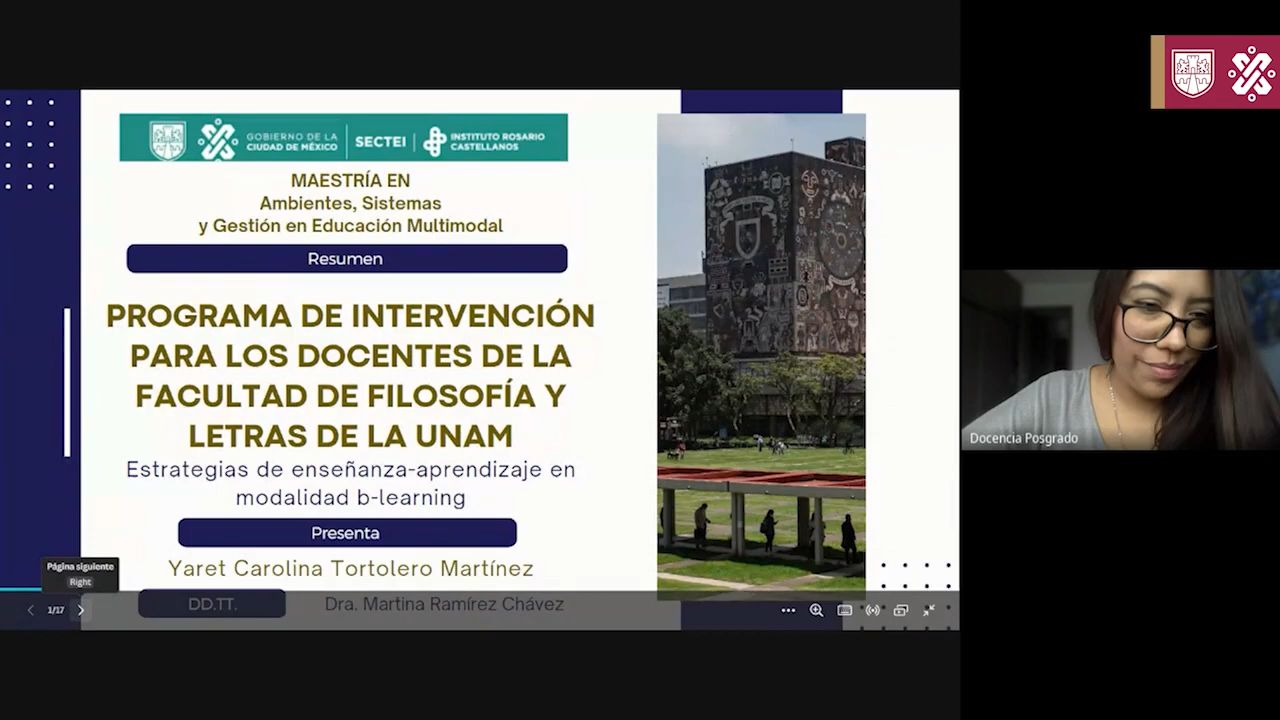 GOBIERNO DE LA
CIUDAD DE MÉXICO
SECTEI
INSTITUTO ROSARIO
CASTELLANOS
MAESTRÍA EN
Ambientes, Sistemas
y Gestión en Educación Multimodal
Resumen
PROGRAMA DE INTERVENCIÓN
PARA LOS DOCENTES DE LA
FACULTAD DE FILOSOFÍA Y
LETRAS DE LA UNAM
Estrategias de enseñanza-aprendizaje en
modalidad b-learning
Presenta
Yaret Carolina Tortolero Martínez
DD.TT.
Dra. Martina Ramírez Chávez
Página siguiente
Right
1/17
Docencia Posgrado